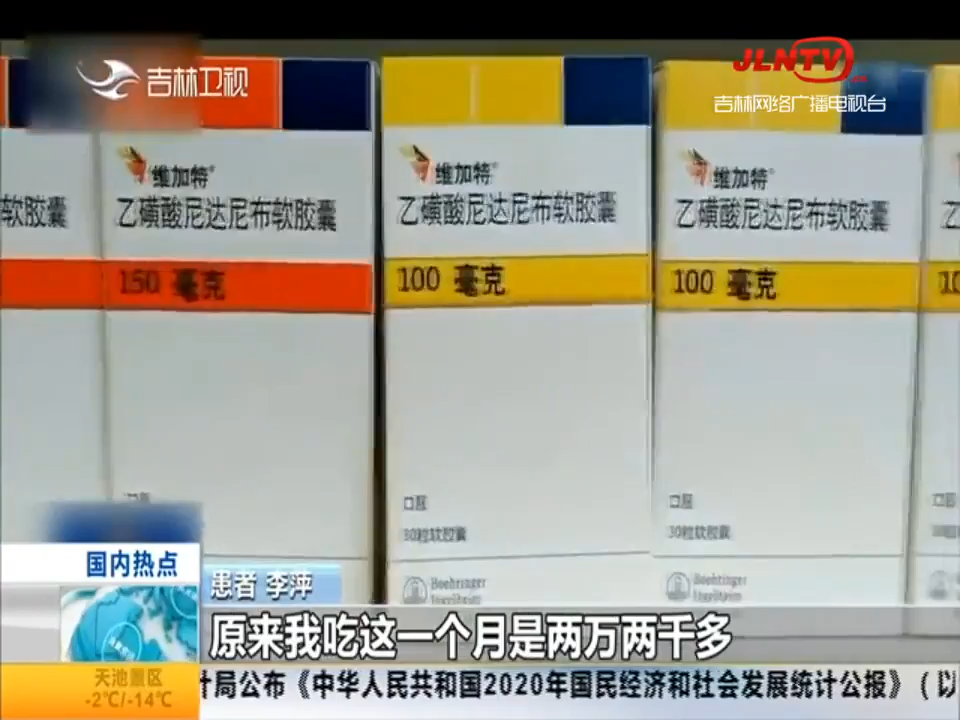 吉林卫视
JLNTV
吉林网络广播电视台
软胶囊
维加特®
乙磺酸尼达尼布软胶囊
150 毫克
维加特®
乙磺酸尼达尼布软胶囊
100 毫克
口服
30粒软胶囊
Boehringer
Ingelheim
维加特®
乙磺酸尼达尼布软胶囊
100 毫克
口服
30粒软胶囊
Boehringer
Ingelheim
国内热点
患者 李萍
原来我吃这一个月是两万两千多
天池景区
-2℃/-14℃
计局公布《中华人民共和国2020年国民经济和社会发展统计公报》（以